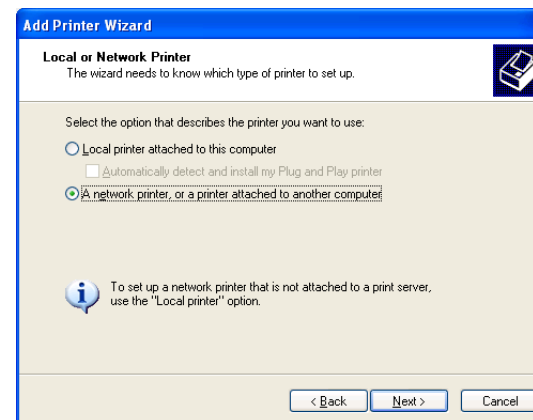 Add Printer Wizard
Local or Network Printer
The wizard needs to know which type of printer to set up.
Select the option that describes the printer you want to use:
Local printer attached to this computer
Automatically detect and install my Plug and Play printer
A network printer, or a printer attached to another computer
To set up a network printer that is not attached to a print server,
use the "Local printer" option.
< Back Next > Cancel